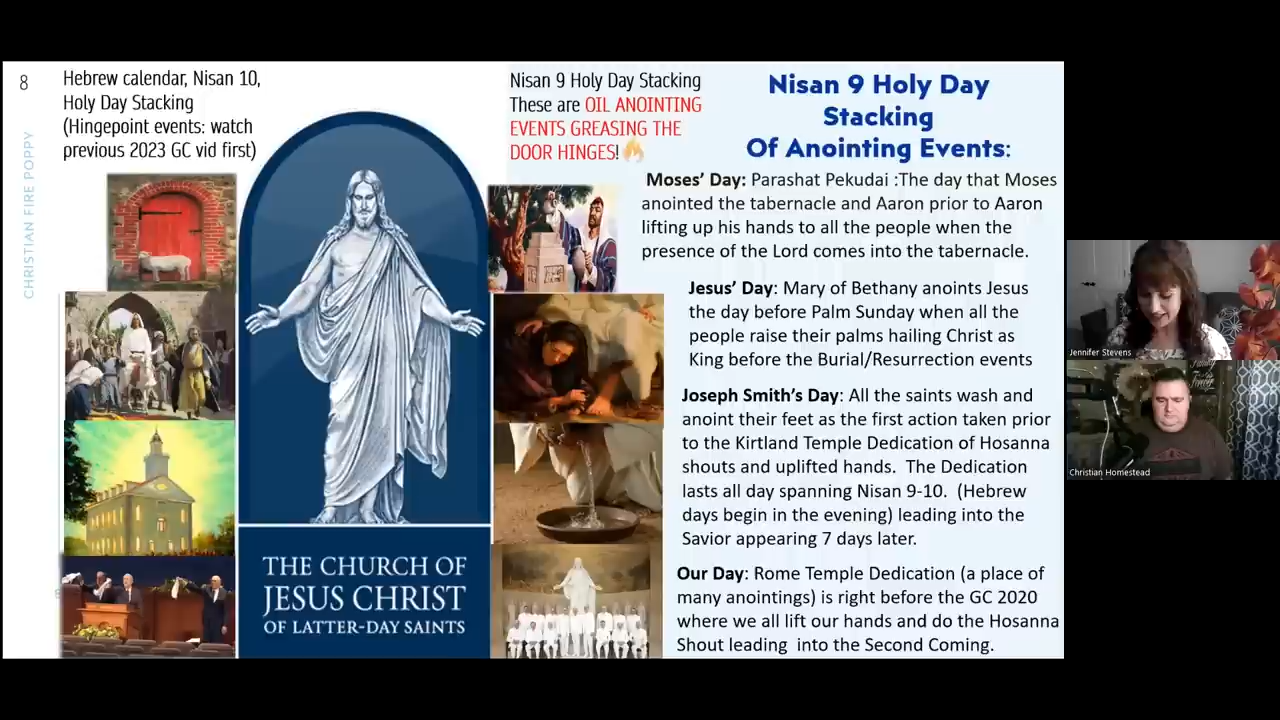 8
Hebrew calendar, Nisan 10,
Holy Day Stacking
(Hingepoint events: watch
previous 2023 GC vid first)
CHRISTIAN FIRE POPPY
THE CHURCH OF
JESUS CHRIST
OF LATTER-DAY SAINTS
Nisan 9 Holy Day Stacking
These are OIL ANOINTING
EVENTS GREASING THE
DOOR HINGES!🔥
Nisan 9 Holy Day
Stacking
Of Anointing Events:
Moses’ Day: Parashat Pekudai :The day that Moses
anointed the tabernacle and Aaron prior to Aaron
lifting up his hands to all the people when the
presence of the Lord comes into the tabernacle.
Jesus’ Day: Mary of Bethany anoints Jesus
the day before Palm Sunday when all the
people raise their palms hailing Christ as
King before the Burial/Resurrection events
Joseph Smith’s Day: All the saints wash and
anoint their feet as the first action taken prior
to the Kirtland Temple Dedication of Hosanna
shouts and uplifted hands.  The Dedication
lasts all day spanning Nisan 9-10.  (Hebrew
days begin in the evening) leading into the
Savior appearing 7 days later.
Our Day: Rome Temple Dedication (a place of
many anointings) is right before the GC 2020
where we all lift our hands and do the Hosanna
Shout leading  into the Second Coming.
Jennifer Stevens
Christian Homestead